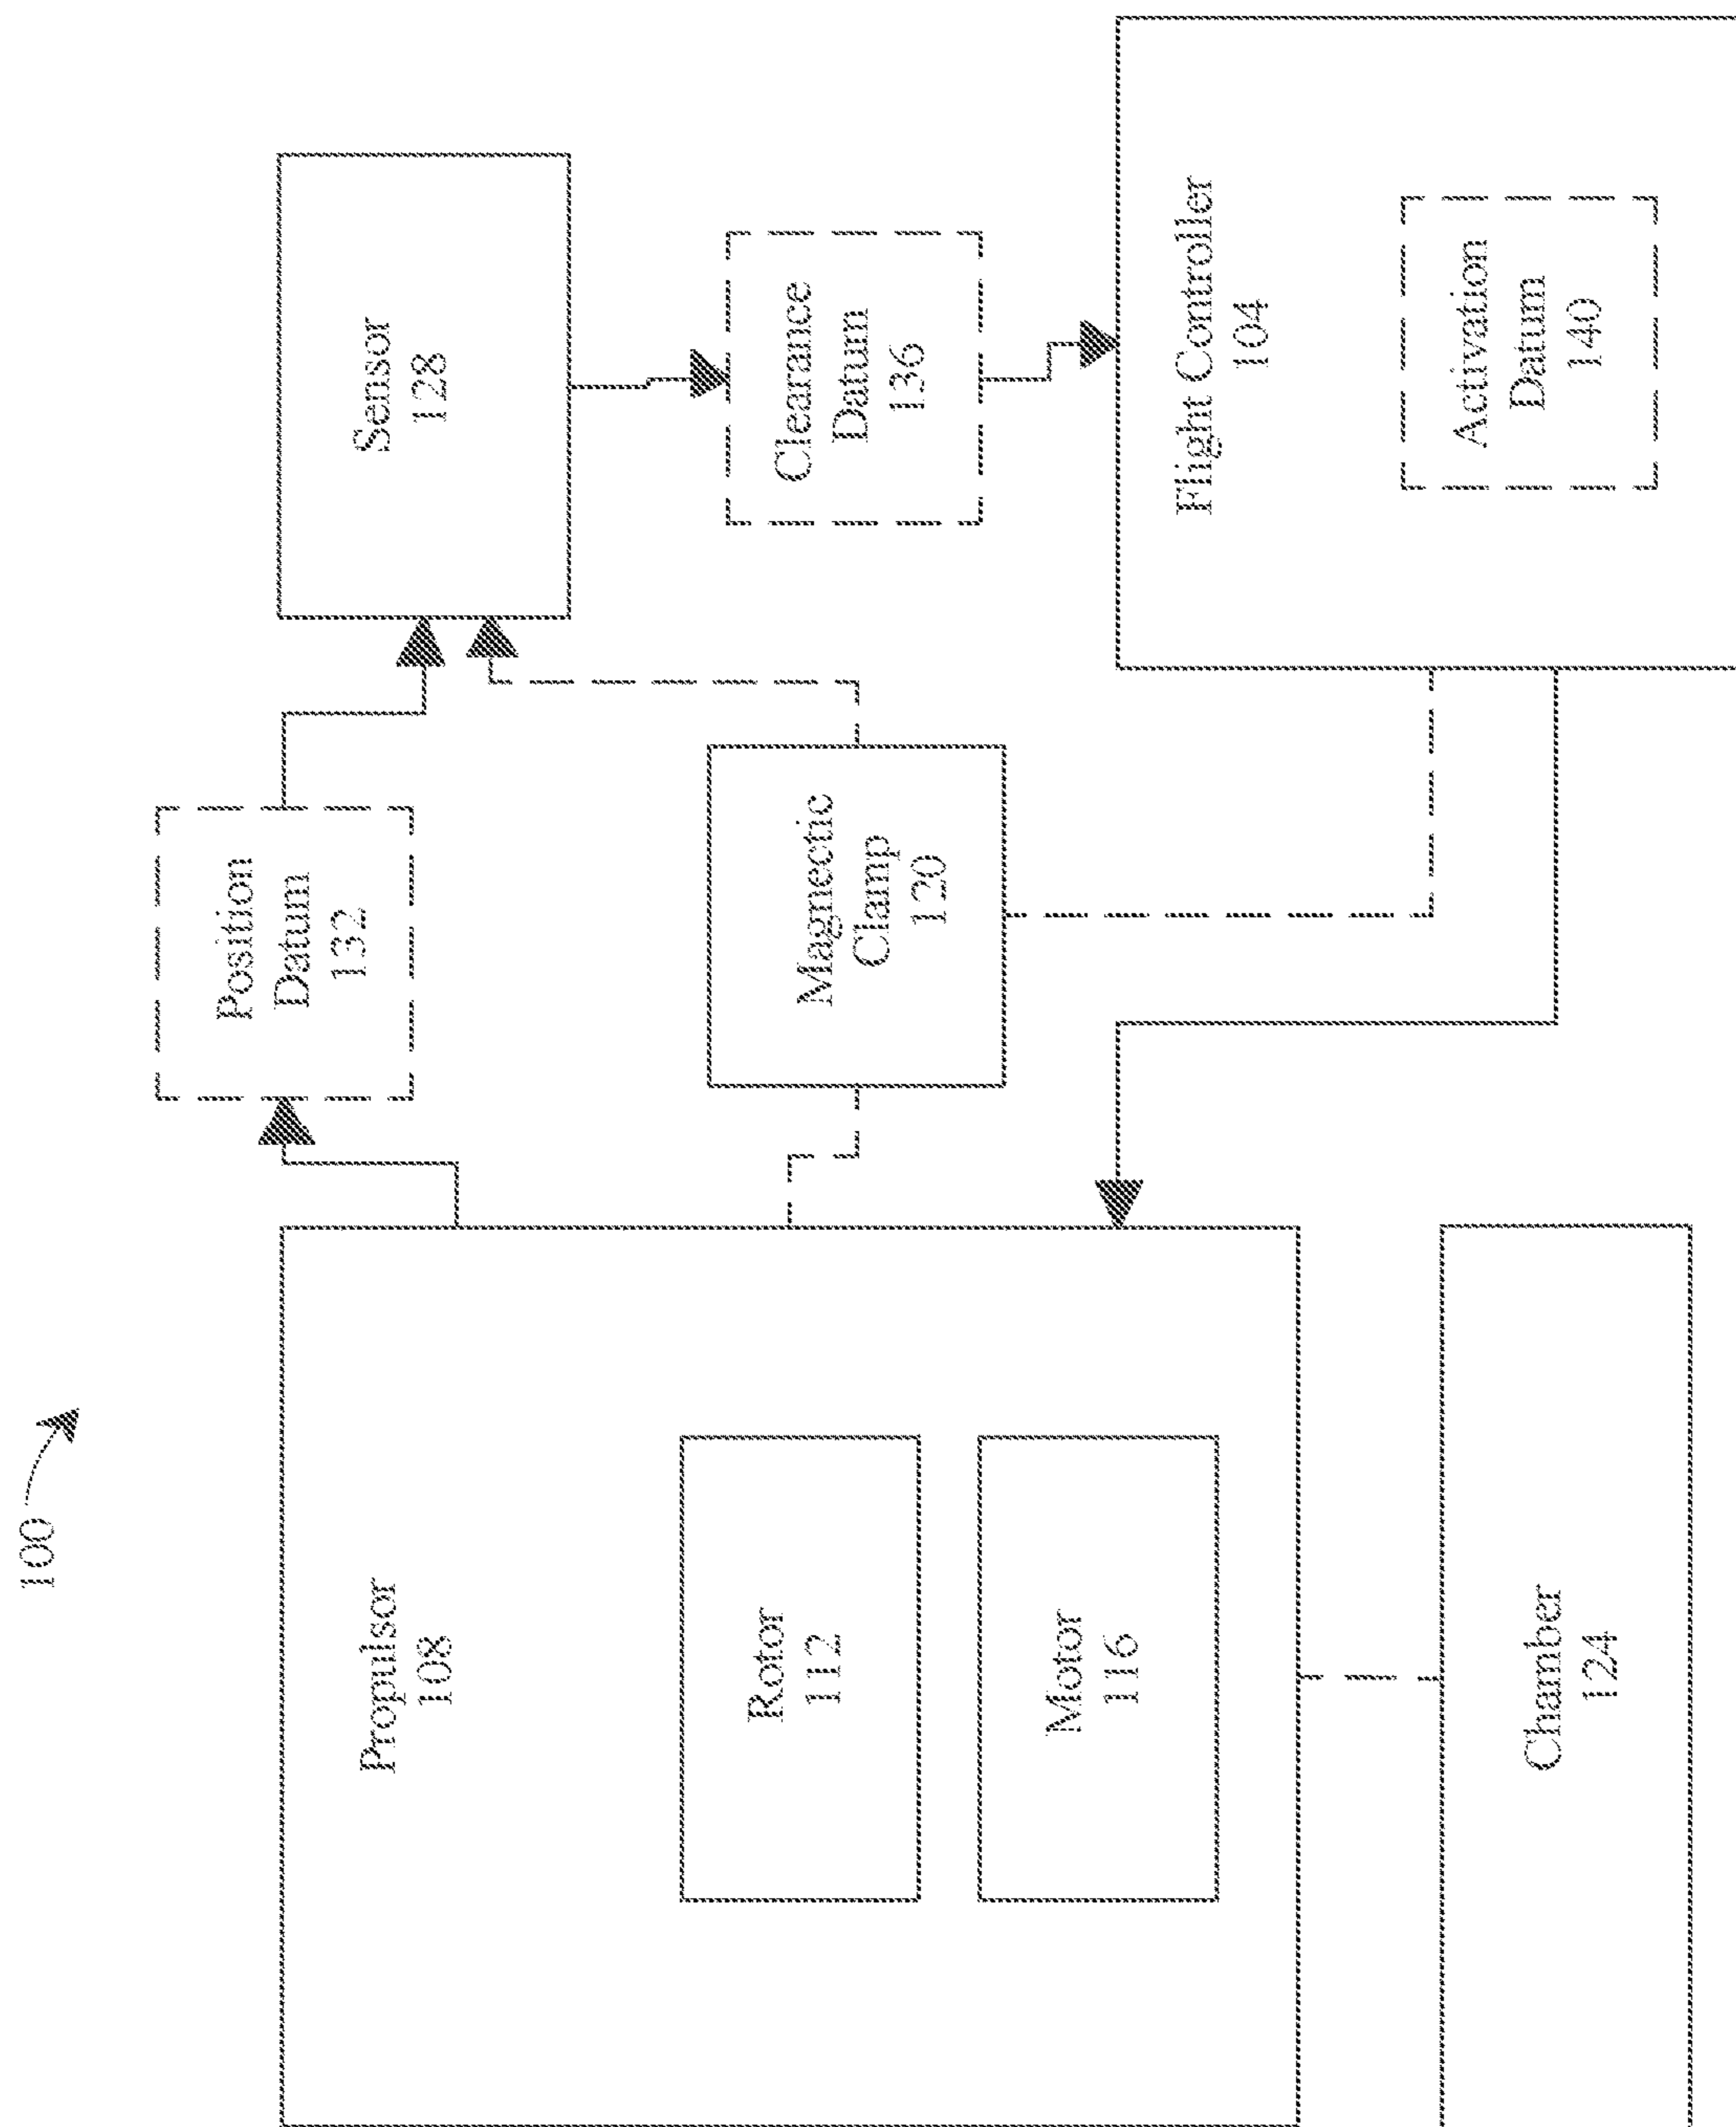 100
Propulsor
108
Rotor
112
Motor
116
Chamber
124
Position
Datum
132
Magnectic
Clamp
120
Sensor
128
Clearance
Datum
136
Flight Controller
104
Activation
Datum
140